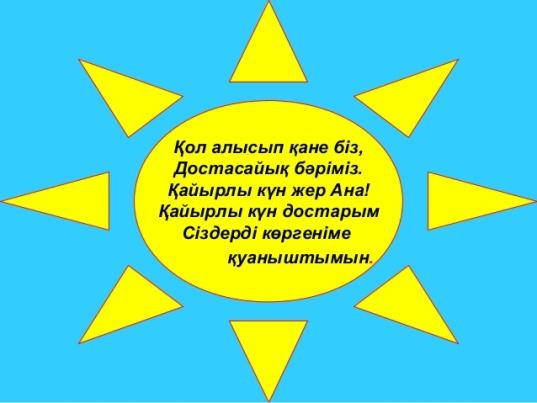 Қол алысып қане біз,
Достасайық бәріміз.
Қайырлы күн жер Ана!
Қайырлы күн достарым
Сіздерді көргеніме
қуаныштымын.